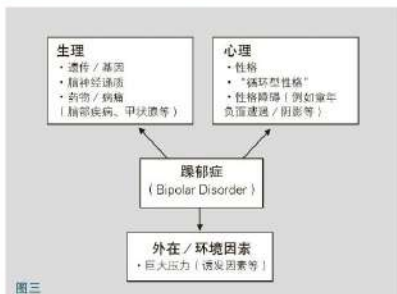 生理
・遗传 / 基因
・脑神经递质
・药物 / 病痛
(脑部疾病、甲状腺等)
心理
・性格
・“循环型性格”
・性格障碍(例如童年
负面遭遇 / 阴影等)
躁郁症
(Bipolar Disorder)
外在 / 环境因素
・巨大压力(诱发因素等)
图三